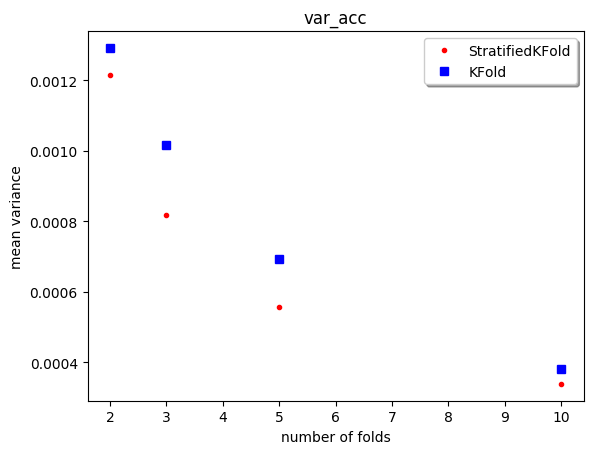 var_acc
StratifiedKFold
KFold
0.0012
0.0010
0.0008
0.0006
0.0004
mean variance
2 3 4 5 6 7 8 9 10
number of folds